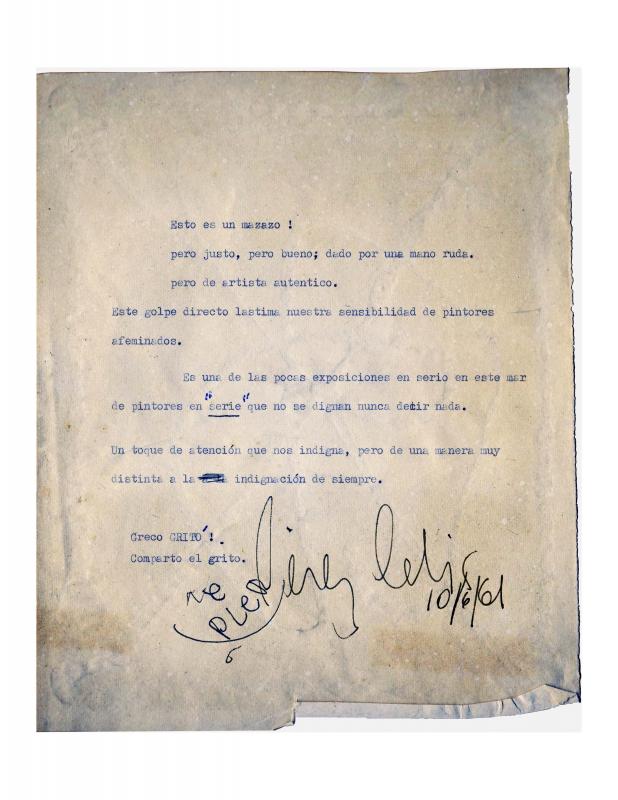 Esto es un mazazo !
pero justo, pero bueno; dado por una mano ruda.
pero de artista autentico.
Este golpe directo lastima nuestra sensibilidad de pintores
afeminados.
Es una de las pocas exposiciones en serio en este mar
de pintores en "serie" que no se dignan nunca decir nada.
Un toque de atención que nos indigna, pero de una manera muy
distinta a la indignación de siempre.
Greco GRITÓ !.
Comparto el grito.
Pérez Celis
10/6/61